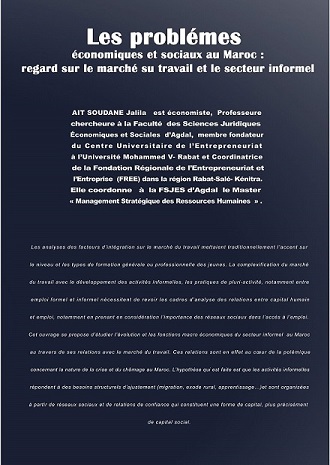 Les problémes
économiques et sociaux au Maroc :
regard sur le marché su travail et le secteur informel
AIT SOUDANE Jalila est économiste, Professeure
chercheure à la Faculté des Sciences Juridiques
Économiques et Sociales d'Agdal, membre fondateur
du Centre Universitaire de l'Entrepreneuriat
à l'Université Mohammed V- Rabat et Coordinatrice
de la Fondation Régionale de l'Entrepreneuriat et
l'Entreprise (FREE) dans la région Rabat-Salé- Kénitra.
Elle coordonne à la FSJES d'Agdal le Master
« Management Stratégique des Ressources Humaines » .
Les analyses des facteurs d'intégration sur le marché du travail mettaient traditionnellement l'accent sur
le niveau et les types de formation générale ou professionnelle des jeunes. La complexification du marché
du travail avec le développement des activités informelles, les pratiques de pluri-activité, notamment entre
emploi formel et informel nécessitent de revoir les cadres d'analyse des relations entre capital humain
et emploi, notamment en prenant en considération l'importance des réseaux sociaux dans l'accès à l'emploi.
Cet ouvrage se propose d'étudier l'évolution et les fonctions macro économiques du secteur informel au Maroc
au travers de ses relations avec le marché du travail. Ces relations sont en effet au cœur de la polémique
concernant la nature de la crise et du chômage au Maroc. L'hypothèse qui est faite est que les activités informelles
répondent à des besoins structurels d'ajustement (migration, exode rural, apprentissage...)et sont organisées
à partir de réseaux sociaux et de relations de confiance qui constituent une forme de capital, plus précisément
de capital social.